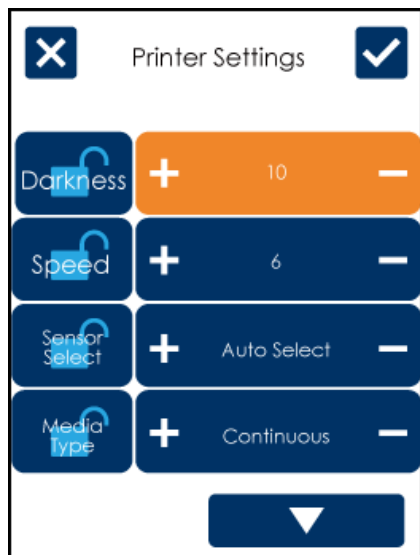 Printer Settings
Darkness
10
Speed
6
Sensor
Select
Auto Select
Media
Type
Continuous